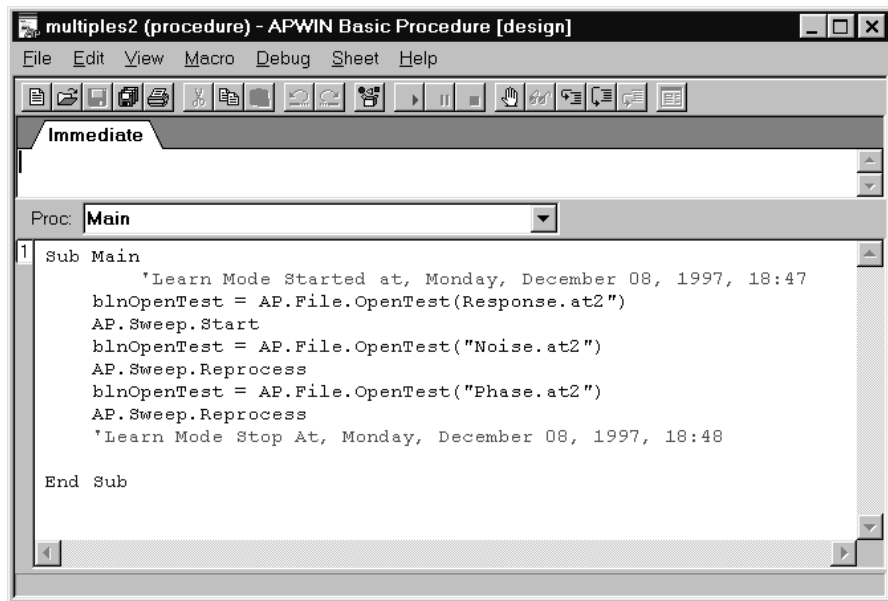 multiples2 (procedure) - APWIN Basic Procedure [design]
File Edit View Macro Debug Sheet Help
Immediate
Proc: Main
1
Sub Main
'Learn Mode Started at, Monday, December 08, 1997, 18:47
blnOpenTest = AP.File.OpenTest(Response.at2")
AP.Sweep.Start
blnOpenTest = AP.File.OpenTest("Noise.at2")
AP.Sweep.Reprocess
blnOpenTest = AP.File.OpenTest("Phase.at2")
AP.Sweep.Reprocess
'Learn Mode Stop At, Monday, December 08, 1997, 18:48
End Sub